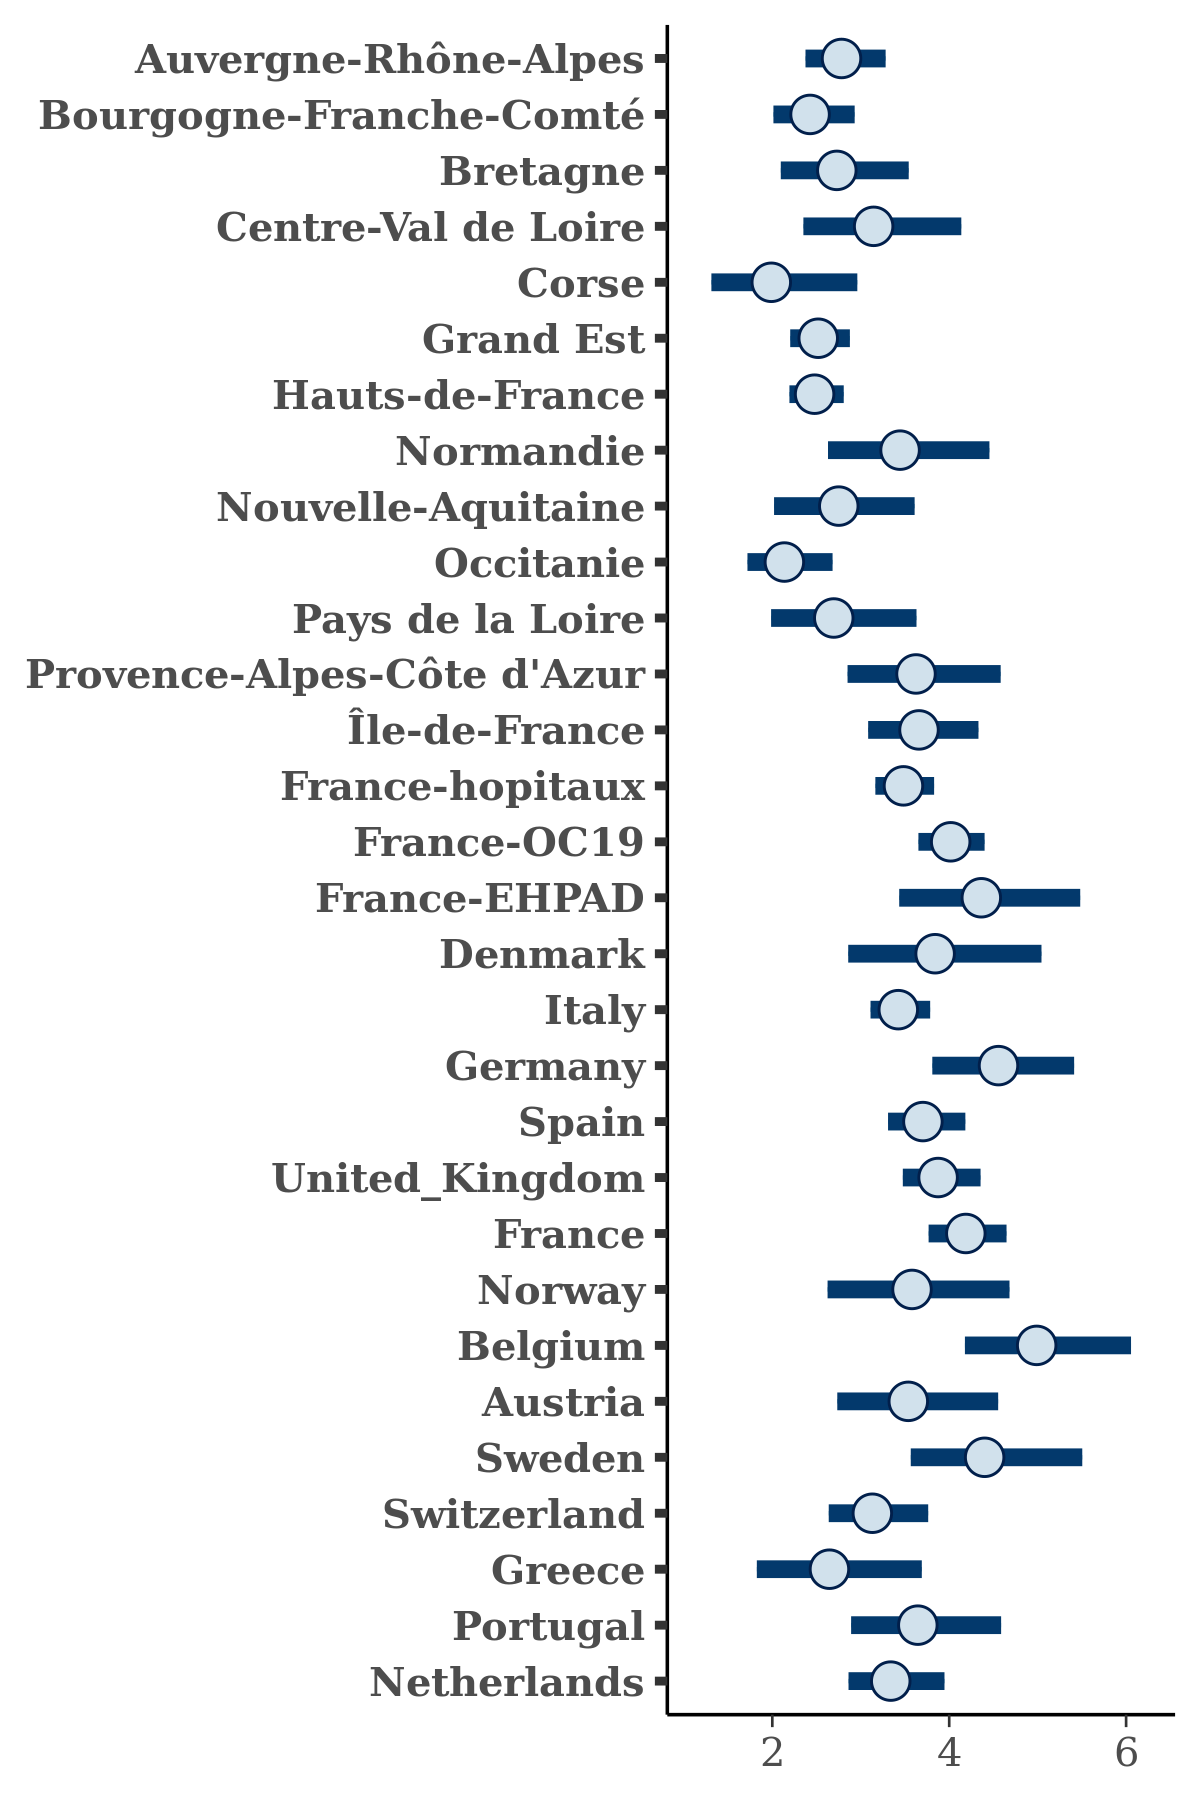 Auvergne-Rhône-Alpes
Bourgogne-Franche-Comté
Bretagne
Centre-Val de Loire
Corse
Grand Est
Hauts-de-France
Normandie
Nouvelle-Aquitaine
Occitanie
Pays de la Loire
Provence-Alpes-Côte d'Azur
Île-de-France
France-hopitaux
France-OC19
France-EHPAD
Denmark
Italy
Germany
Spain
United_Kingdom
France
Norway
Belgium
Austria
Sweden
Switzerland
Greece
Portugal
Netherlands
2 4 6